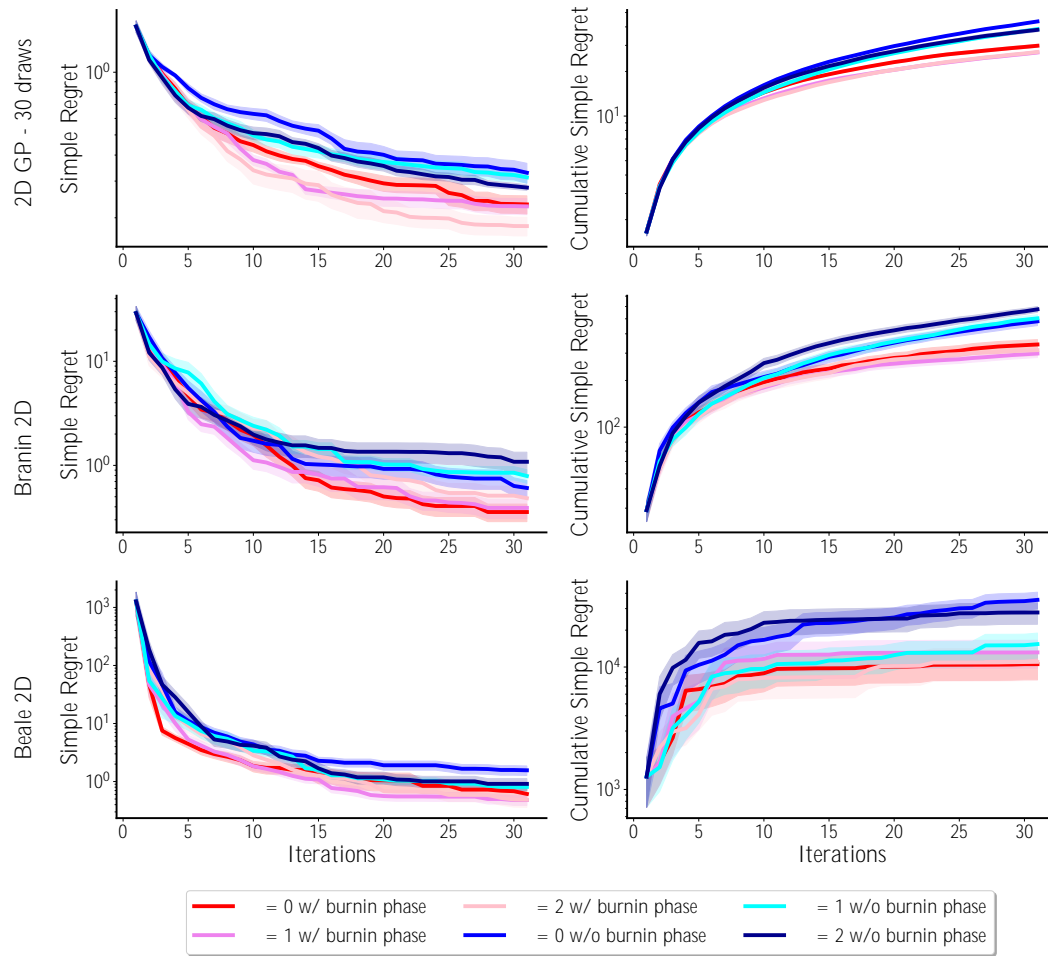 2D GP - 30 draws
Simple Regret
10^0
0 5 10 15 20 25 30
Cumulative Simple Regret
10^1
0 5 10 15 20 25 30
Branin 2D
Simple Regret
10^1
10^0
0 5 10 15 20 25 30
Cumulative Simple Regret
10^2
0 5 10 15 20 25 30
Beale 2D
Simple Regret
10^3
10^2
10^1
10^0
0 5 10 15 20 25 30
Iterations
Cumulative Simple Regret
10^4
10^3
0 5 10 15 20 25 30
Iterations
= 0 w/ burnin phase
= 1 w/ burnin phase
= 2 w/ burnin phase
= 0 w/o burnin phase
= 1 w/o burnin phase
= 2 w/o burnin phase